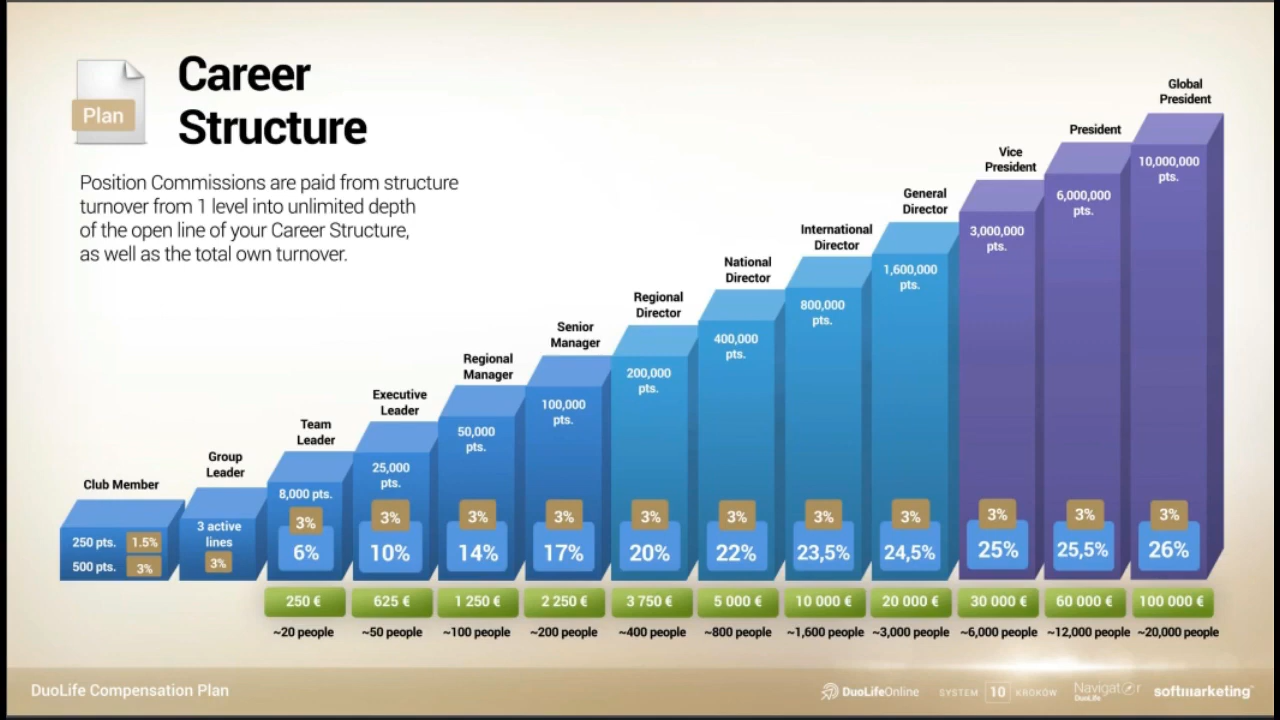 Plan
Career
Structure
Position Commissions are paid from structure
turnover from 1 level into unlimited depth
of the open line of your Career Structure,
as well as the total own turnover.
Club Member
250 pts. 1.5%
500 pts. 3%
Group
Leader
3 active
lines
3%
Team
Leader
8,000 pts.
3%
6%
250 €
~20 people
Executive
Leader
25,000
pts.
3%
10%
625 €
~50 people
Regional
Manager
50,000
pts.
3%
14%
1 250 €
~100 people
Senior
Manager
100,000
pts.
3%
17%
2 250 €
~200 people
Regional
Director
200,000
pts.
3%
20%
3 750 €
~400 people
National
Director
400,000
pts.
3%
22%
5 000 €
~800 people
International
Director
800,000
pts.
3%
23,5%
10 000 €
~1,600 people
General
Director
1,600,000
pts.
3%
24,5%
20 000 €
~3,000 people
Vice
President
3,000,000
pts.
3%
25%
30 000 €
~6,000 people
President
6,000,000
pts.
3%
25,5%
60 000 €
~12,000 people
Global
President
10,000,000
pts.
3%
26%
100 000 €
~20,000 people
DuoLife Compensation Plan
DuoLifeOnline
SYSTEM 10 KROKÓW
Navigator
DuoLife
softmarketing